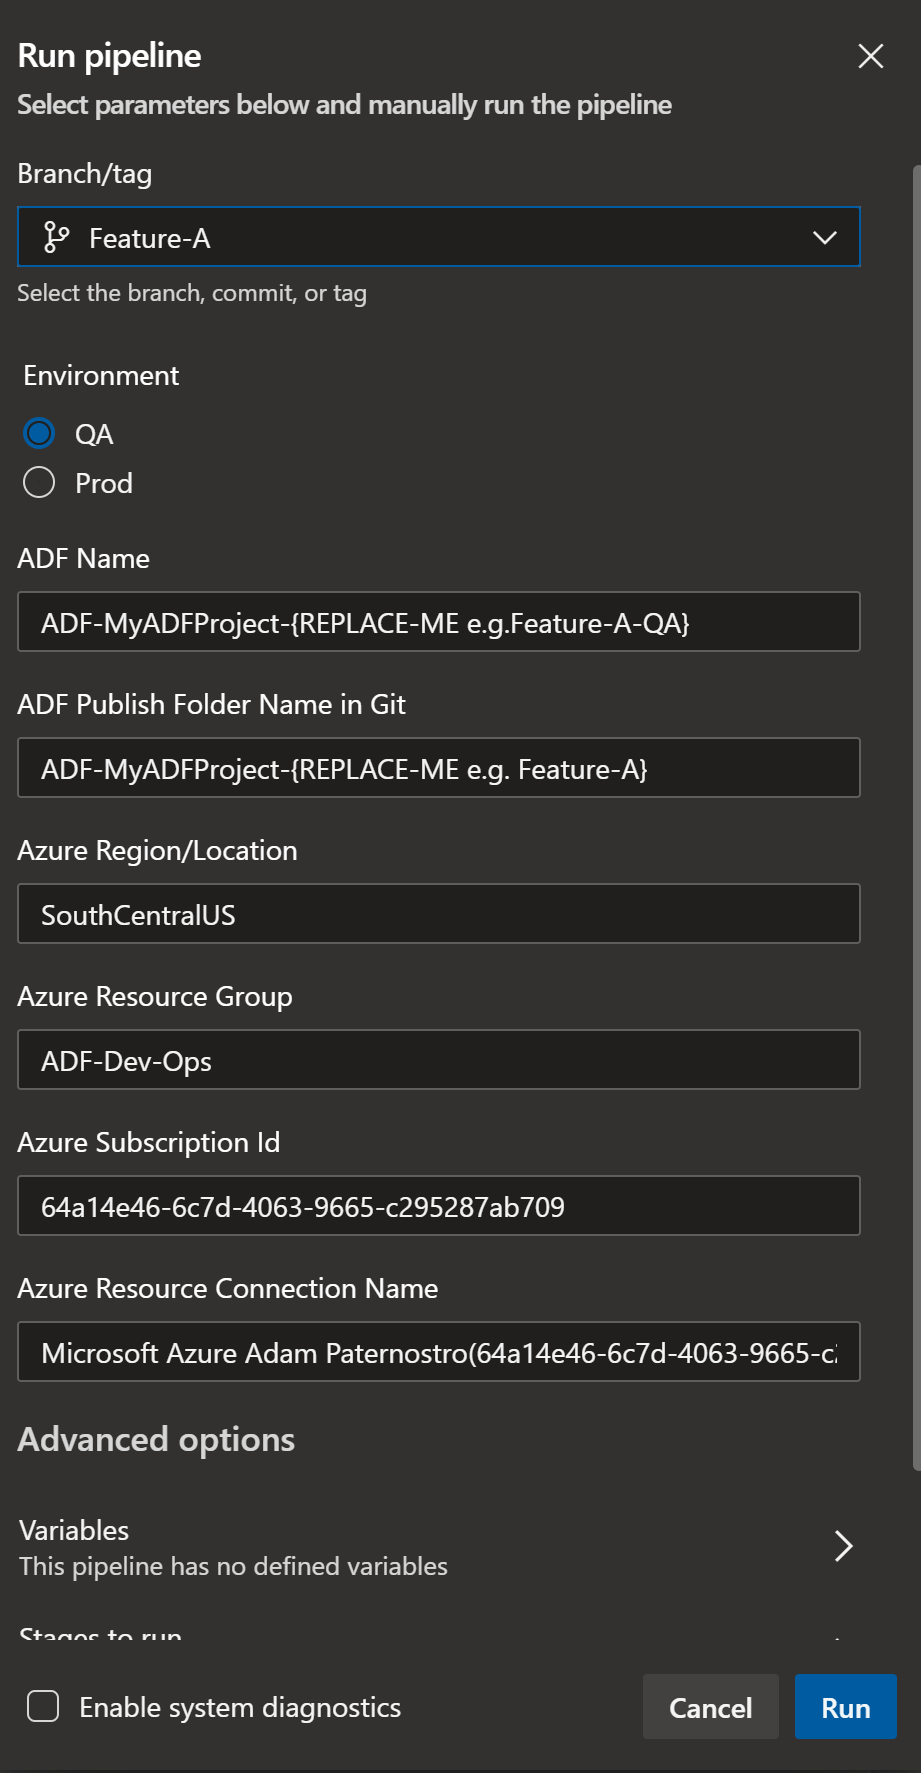 Run pipeline
Select parameters below and manually run the pipeline
Branch/tag
Feature-A
Select the branch, commit, or tag
Environment
QA
Prod
ADF Name
ADF-MyADFProject-{REPLACE-ME e.g.Feature-A-QA}
ADF Publish Folder Name in Git
ADF-MyADFProject-{REPLACE-ME e.g. Feature-A}
Azure Region/Location
SouthCentralUS
Azure Resource Group
ADF-Dev-Ops
Azure Subscription Id
64a14e46-6c7d-4063-9665-c295287ab709
Azure Resource Connection Name
Microsoft Azure Adam Paternostro(64a14e46-6c7d-4063-9665-c2
Advanced options
Variables
This pipeline has no defined variables
Stages to run
Enable system diagnostics
Cancel
Run